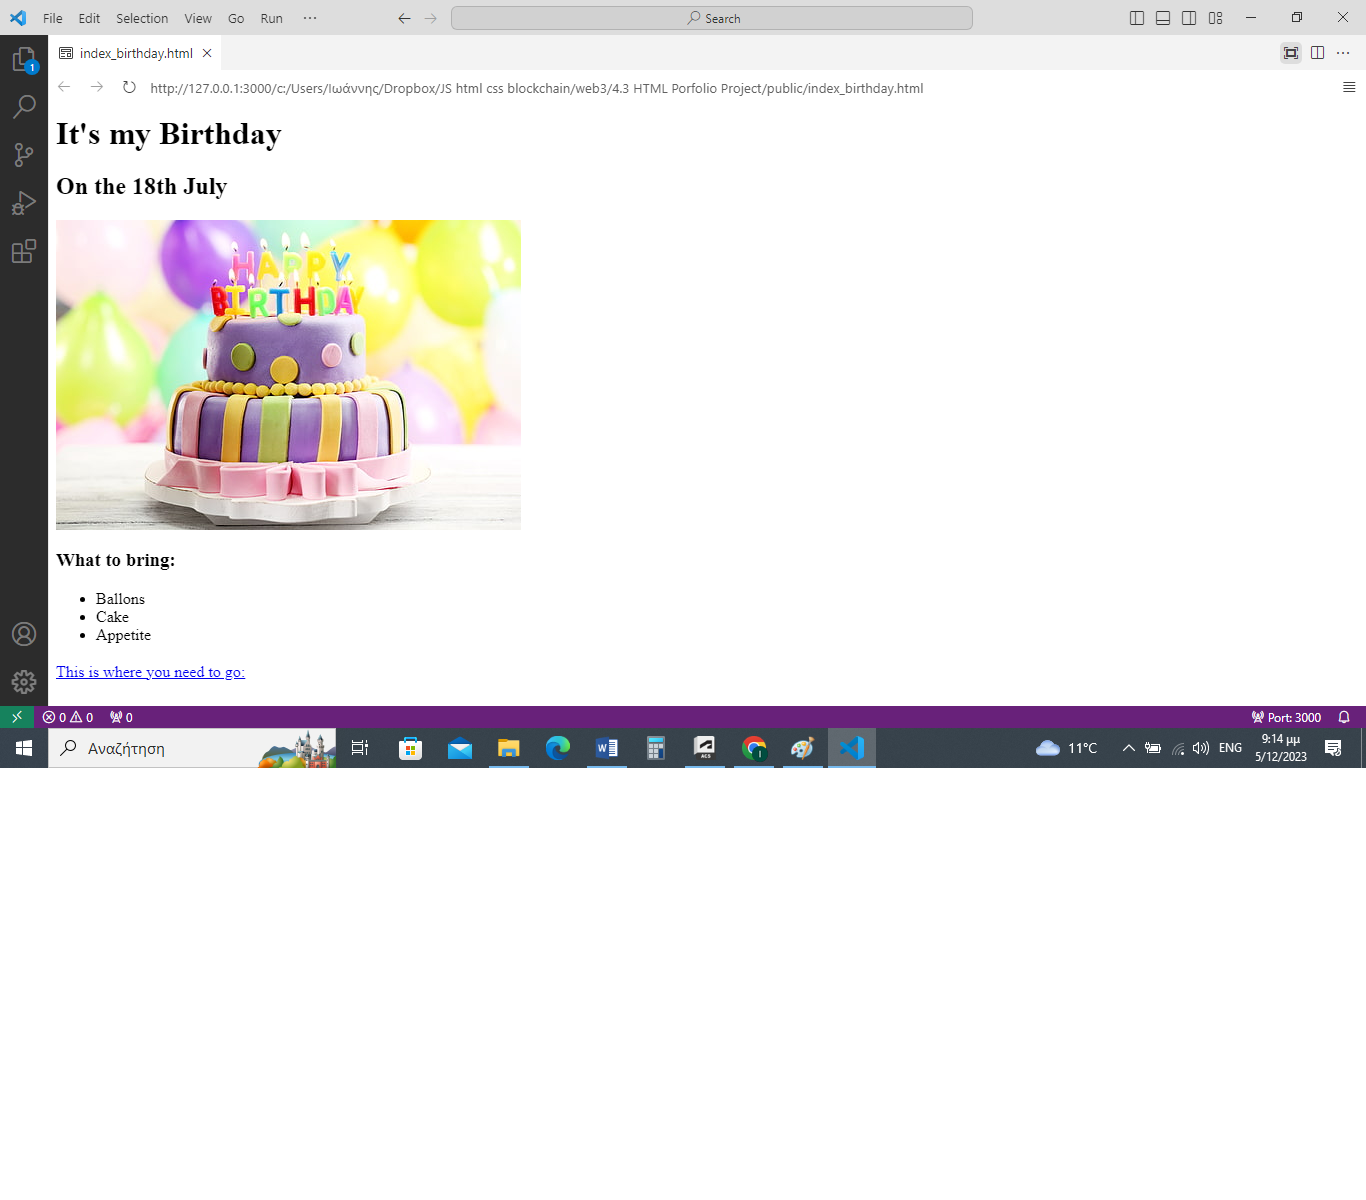 File Edit Selection View Go Run ··· Search
index_birthday.html
1
http://127.0.0.1:3000/c:/Users/Ιωάννης/Dropbox/JS html css blockchain/web3/4.3 HTML Porfolio Project/public/index_birthday.html
It's my Birthday
On the 18th July
HAPPY
BIRTHDAY
What to bring:
Ballons
Cake
Appetite
This is where you need to go:
0 0 0 Port: 3000
Αναζήτηση
W
ACS
I
11°C
ENG
9:14 μμ
5/12/2023